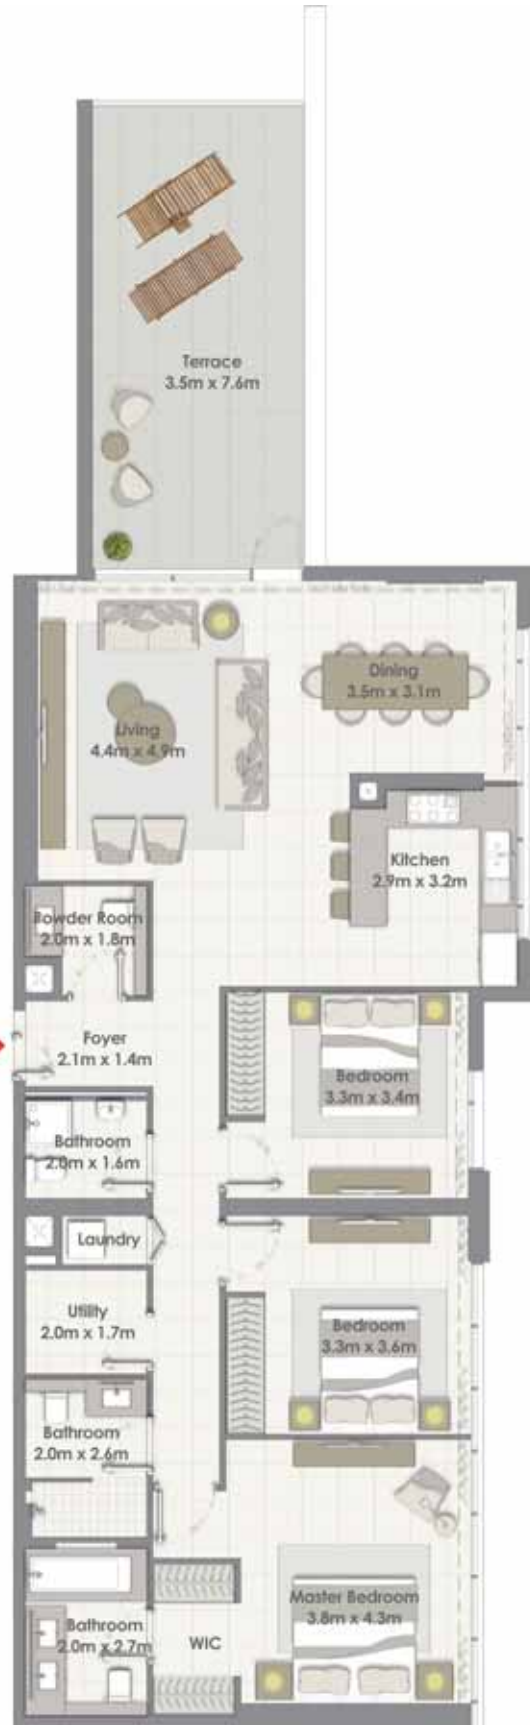 Terrace
3.5m x 7.6m
Dining
3.5m x 3.1m
Living
4.4m x 4.9m
Kitchen
2.9m x 3.2m
Powder Room
2.0m x 1.8m
Foyer
2.1m x 1.4m
Bedroom
3.3m x 3.4m
Bathroom
2.0m x 1.6m
Laundry
Utility
2.0m x 1.7m
Bedroom
3.3m x 3.6m
Bathroom
2.0m x 2.6m
Master Bedroom
3.8m x 4.3m
Bathroom
2.0m x 2.7m
WIC